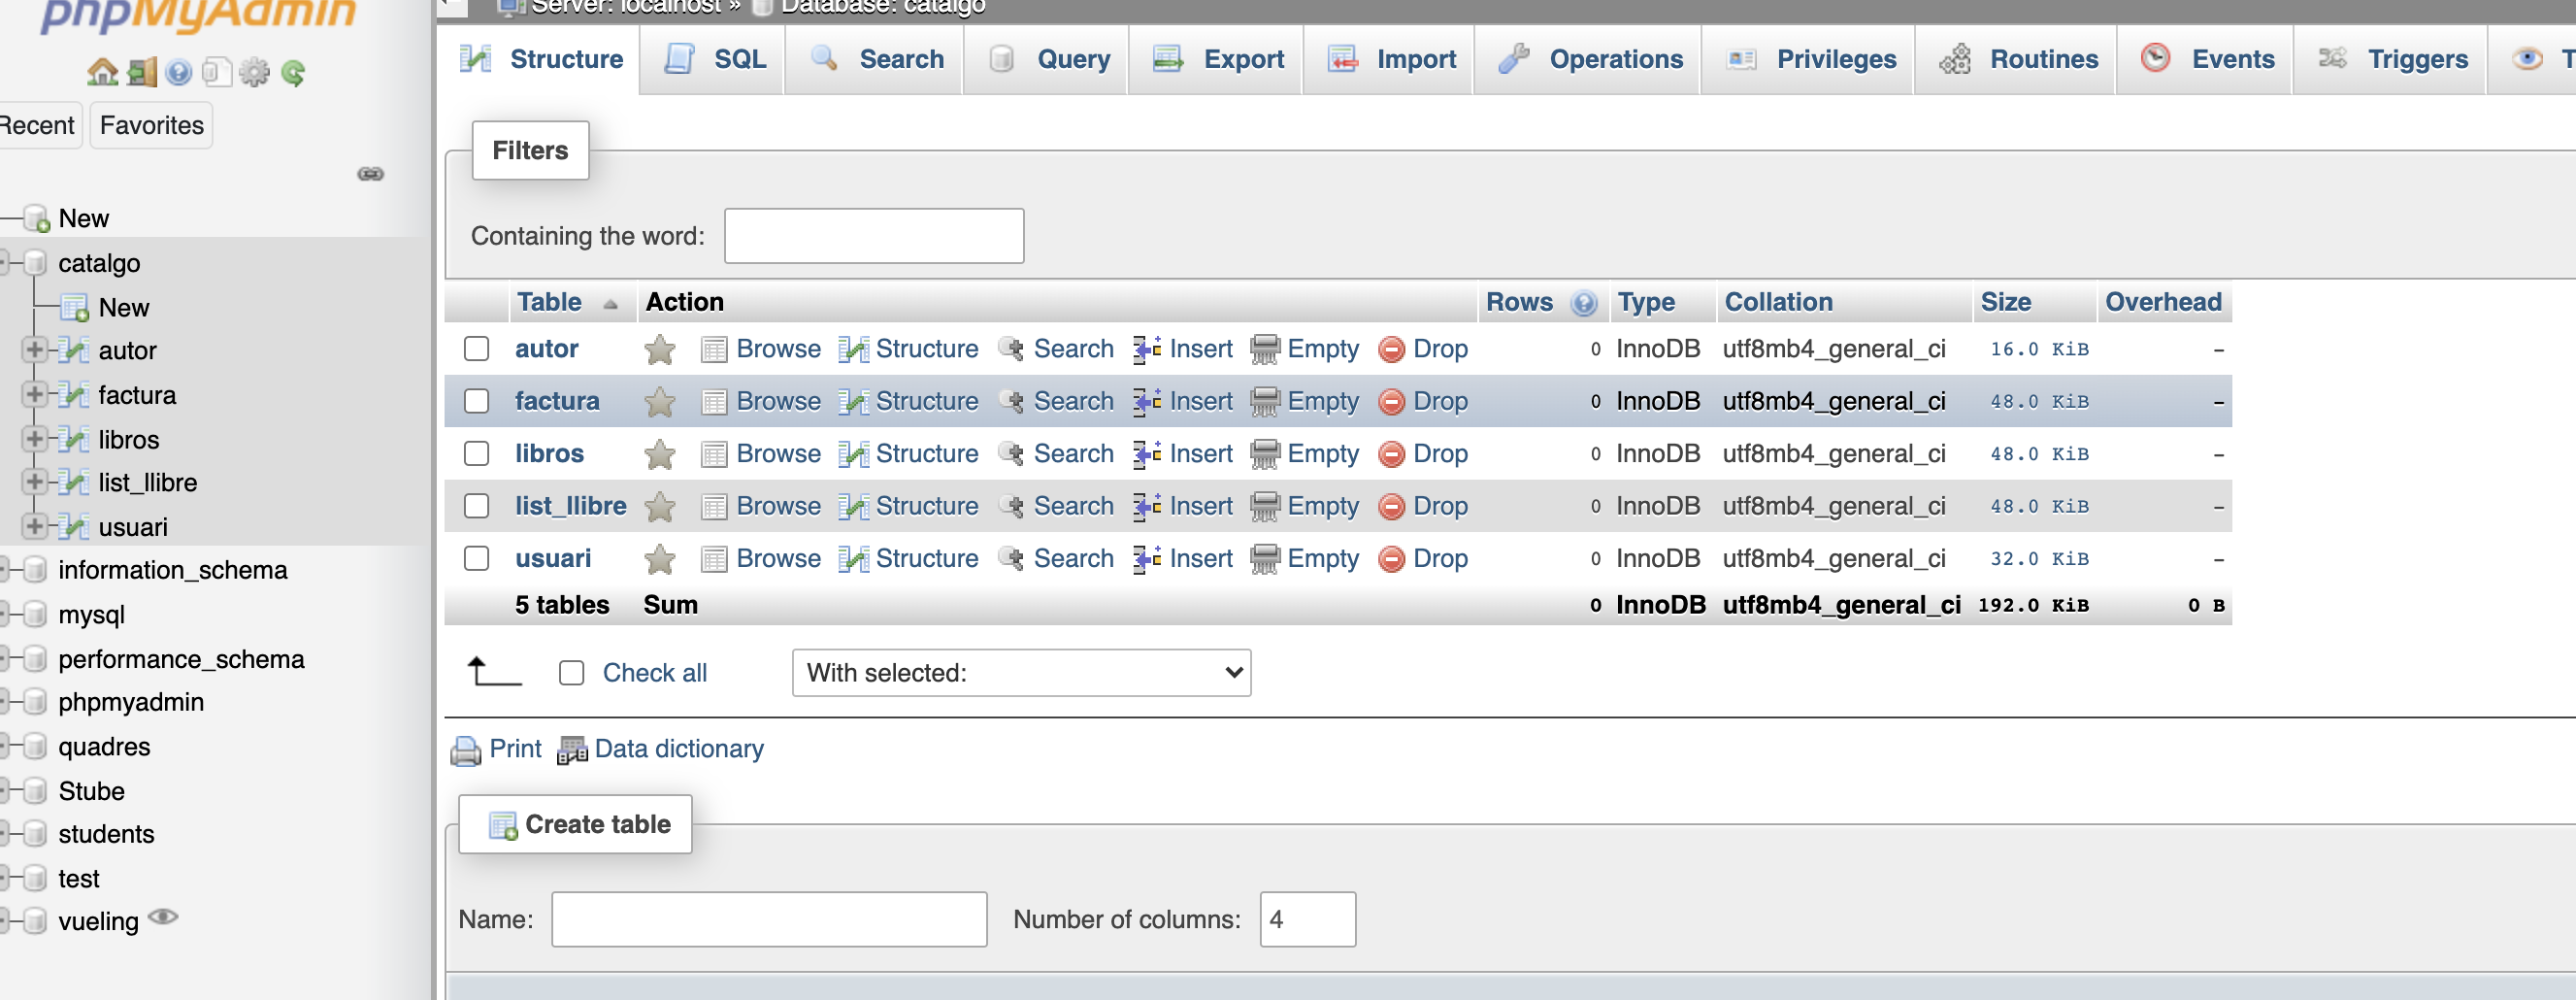 phpMyAdmin
Recent Favorites
New
catalgo
New
autor
factura
libros
list_llibre
usuari
information_schema
mysql
performance_schema
phpmyadmin
quadres
Stube
students
test
vueling
Server: localhost » Database: catalgo
Structure SQL Search Query Export Import Operations Privileges Routines Events Triggers T
Filters
Containing the word:
Table Action Rows Type Collation Size Overhead
autor Browse Structure Search Insert Empty Drop 0 InnoDB utf8mb4_general_ci 16.0 KiB –
factura Browse Structure Search Insert Empty Drop 0 InnoDB utf8mb4_general_ci 48.0 KiB –
libros Browse Structure Search Insert Empty Drop 0 InnoDB utf8mb4_general_ci 48.0 KiB –
list_llibre Browse Structure Search Insert Empty Drop 0 InnoDB utf8mb4_general_ci 48.0 KiB –
usuari Browse Structure Search Insert Empty Drop 0 InnoDB utf8mb4_general_ci 32.0 KiB –
5 tables Sum 0 InnoDB utf8mb4_general_ci 192.0 KiB 0 B
Check all With selected:
Print Data dictionary
Create table
Name: Number of columns: 4